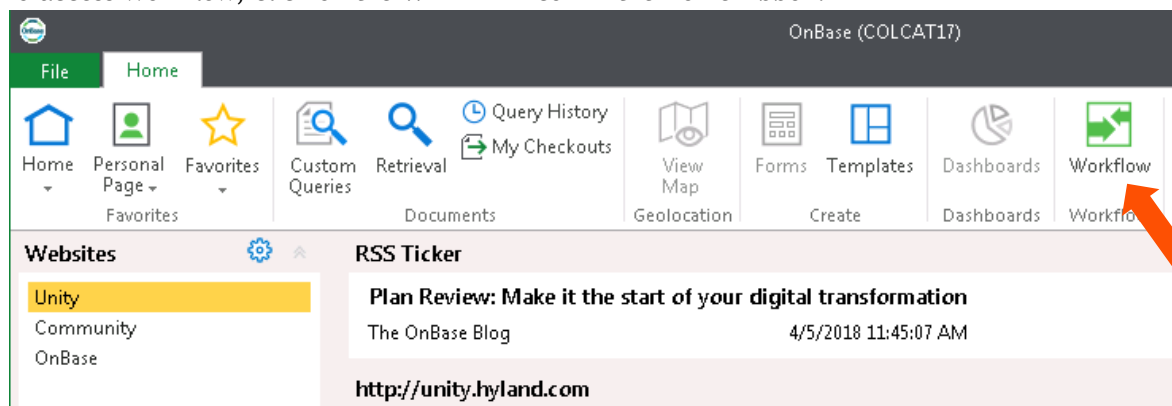 OnBase (COLCAT17)
File Home
Home Personal Page Favorites Custom Queries Retrieval Query History My Checkouts View Map Forms Templates Dashboards Workflow
Favorites Documents Geolocation Create Dashboards
Websites RSS Ticker
Unity
Community
OnBase
Plan Review: Make it the start of your digital transformation
The OnBase Blog 4/5/2018 11:45:07 AM
http://unity.hyland.com